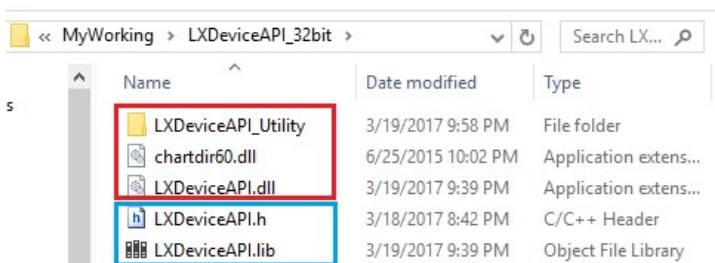 « MyWorking > LXDeviceAPI_32bit > Search LX...
Name Date modified Type
s
LXDeviceAPI_Utility 3/19/2017 9:58 PM File folder
chartdir60.dll 6/25/2015 10:02 PM Application extens...
LXDeviceAPI.dll 3/19/2017 9:39 PM Application extens...
h LXDeviceAPI.h 3/18/2017 8:42 PM C/C++ Header
LXDeviceAPI.lib 3/19/2017 9:39 PM Object File Library